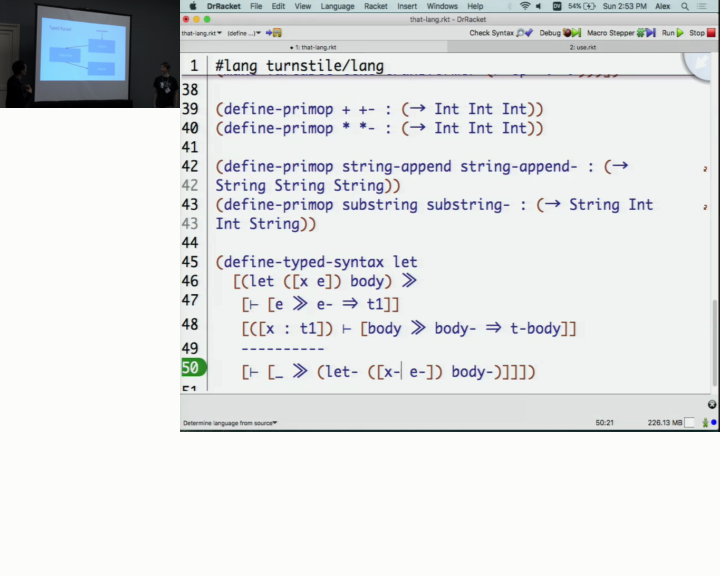 DrRacket File Edit View Language Racket Insert Windows Help 54% Sun 2:53 PM Alex
that-lang.rkt - DrRacket
that-lang.rkt (define ...) Check Syntax Debug Macro Stepper Run Stop
1: that-lang.rkt 2: use.rkt
1 #lang turnstile/lang
38
39 (define-primop + +- : (→ Int Int Int))
40 (define-primop * *- : (→ Int Int Int))
41
42 (define-primop string-append string-append- : (→
42 String String String))
43 (define-primop substring substring- : (→ String Int
43 Int String))
44
45 (define-typed-syntax let
46 [(let ([x e]) body) ≫
47 [⊢ [e ≫ e- ⇒ t1]]
48 [([x : t1]) ⊢ [body ≫ body- ⇒ t-body]]
49 ----------
50 [⊢ [_ ≫ (let- ([x- e-]) body-)]]])
51
Determine language from source 50:21 226.13 MB